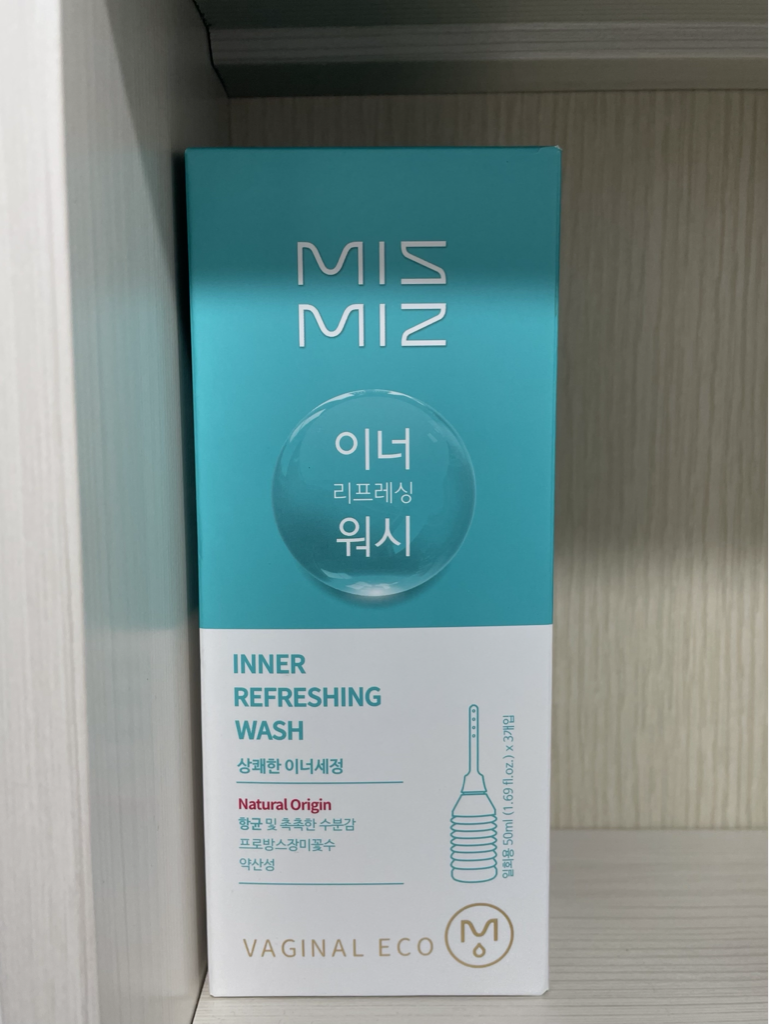 MIS
MIZ
이너
리프레싱
워시
INNER
REFRESHING
WASH
상쾌한 이너세정
Natural Origin
항균 및 촉촉한 수분감
프로방스장미꽃수
약산성
일회용 50ml (1.69 fl.oz.) x 3개입
VAGINAL ECO
M